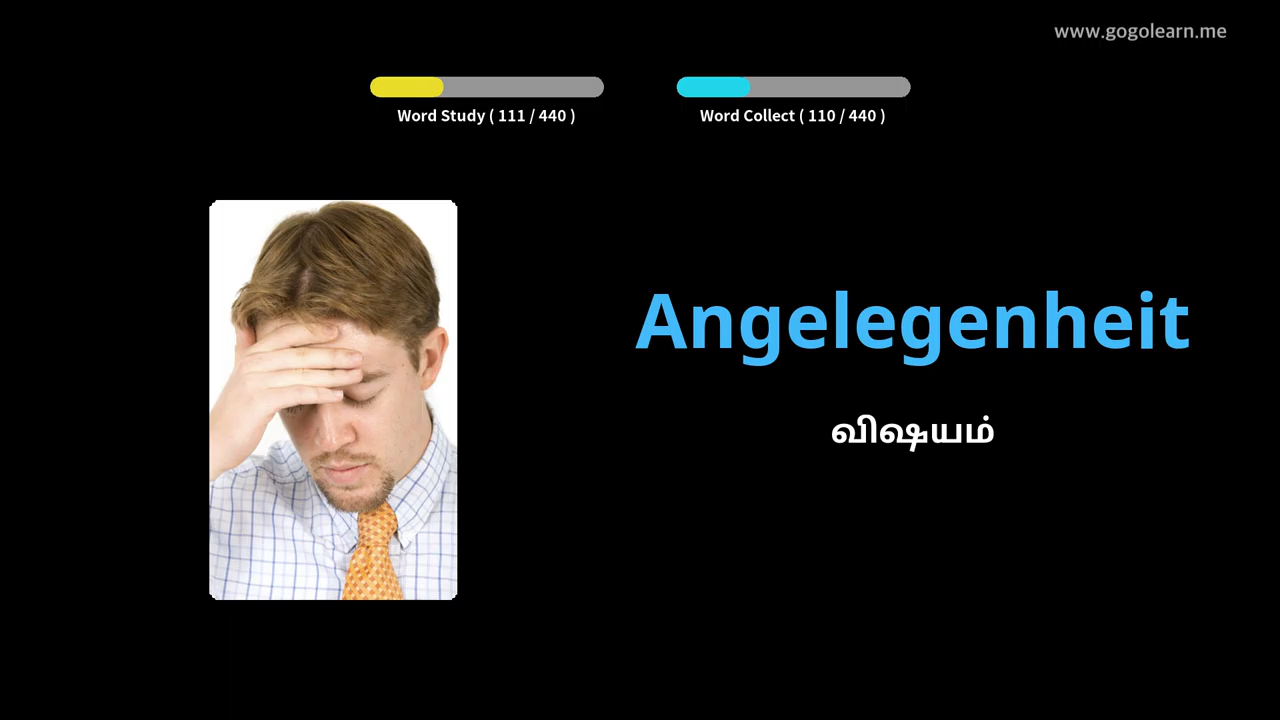 www.gogolearn.me
Word Study ( 111 / 440 )
Word Collect ( 110 / 440 )
Angelegenheit
விஷயம்